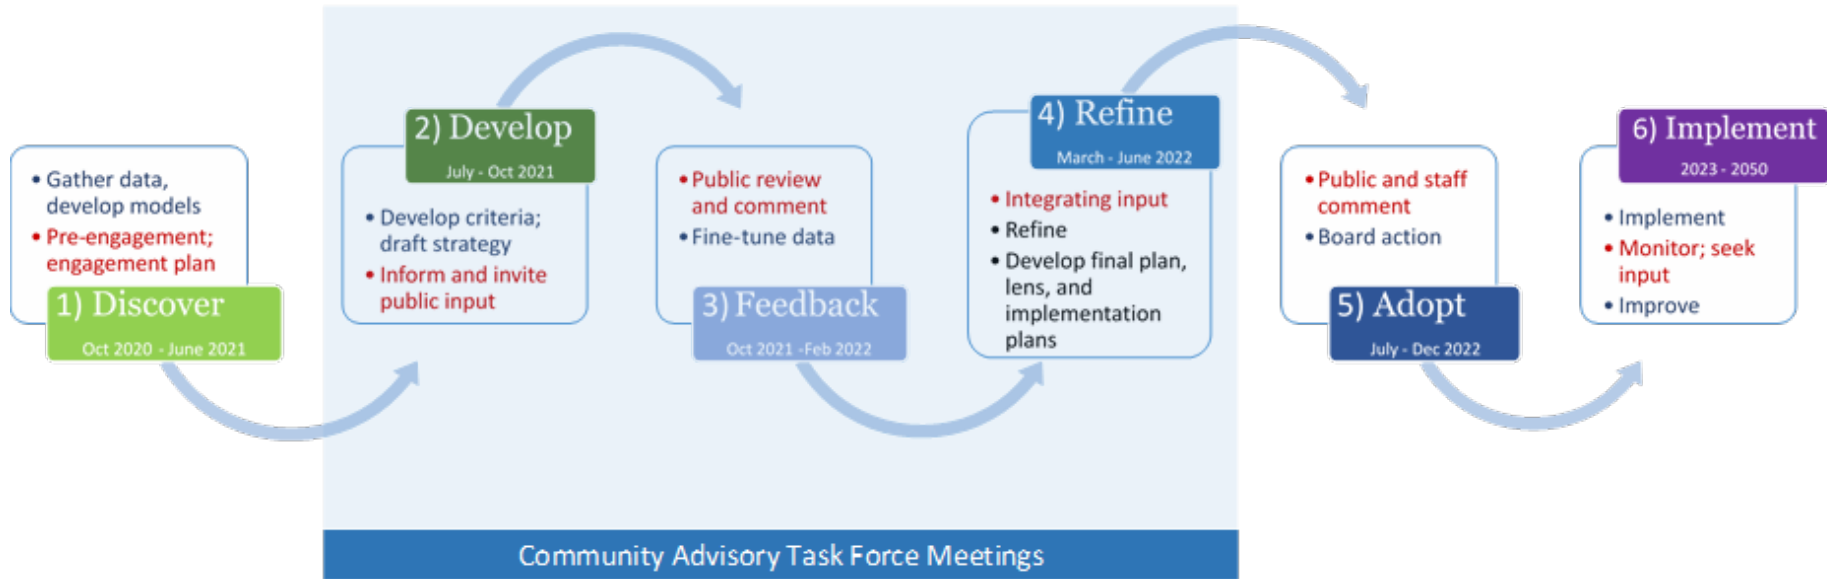 • Gather data,
develop models
• Pre-engagement;
engagement plan
1) Discover
Oct 2020 - June 2021
2) Develop
July - Oct 2021
• Develop criteria;
draft strategy
• Inform and invite
public input
• Public review
and comment
• Fine-tune data
3) Feedback
Oct 2021 -Feb 2022
4) Refine
March - June 2022
• Integrating input
• Refine
• Develop final plan,
lens, and
implementation
plans
• Public and staff
comment
• Board action
5) Adopt
July - Dec 2022
6) Implement
2023 - 2050
• Implement
• Monitor; seek
input
• Improve
Community Advisory Task Force Meetings